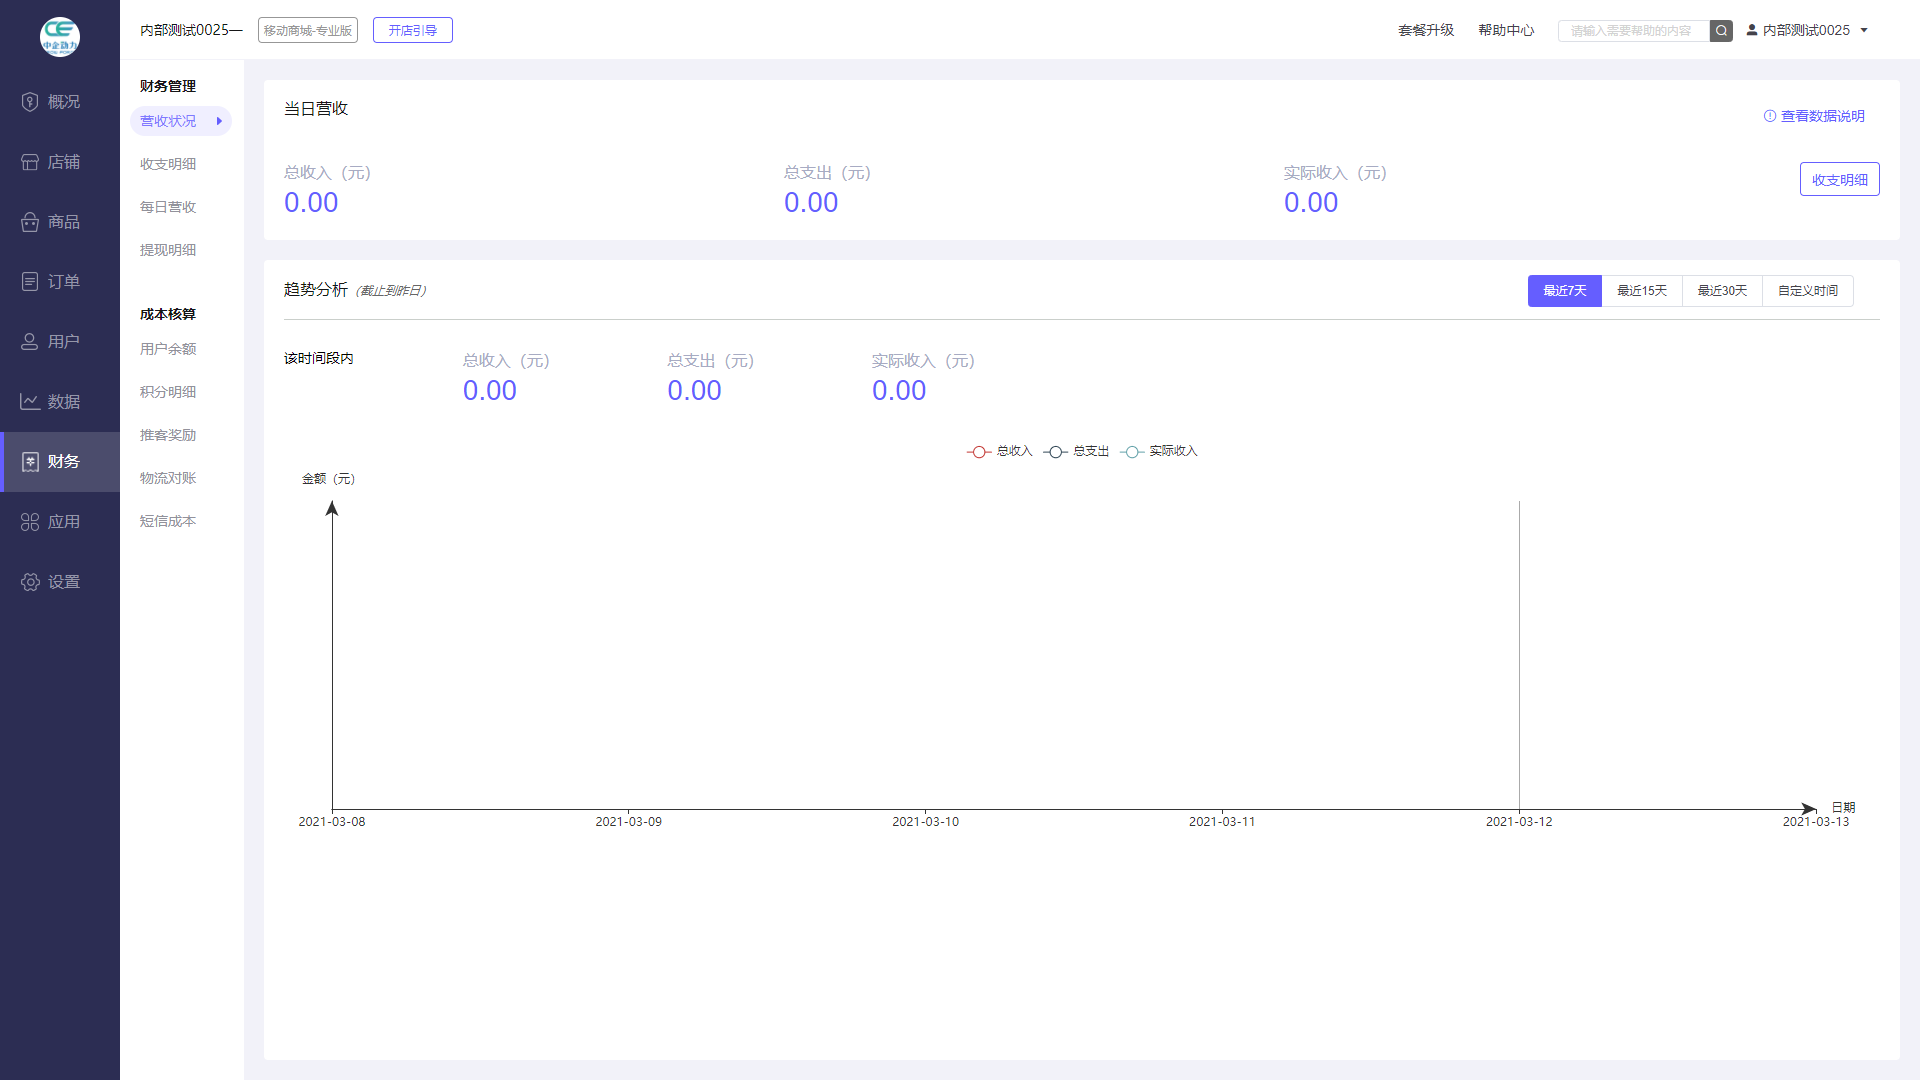 中企动力
概况
店铺
商品
订单
用户
数据
财务
应用
设置
内部测试0025—
移动商城-专业版
开店引导
套餐升级
帮助中心
请输入需要帮助的内容
内部测试0025
财务管理
营收状况
收支明细
每日营收
提现明细
成本核算
用户余额
积分明细
推客奖励
物流对账
短信成本
当日营收
查看数据说明
总收入（元）
0.00
总支出（元）
0.00
实际收入（元）
0.00
收支明细
趋势分析（截止到昨日）
最近7天
最近15天
最近30天
自定义时间
该时间段内
总收入（元）
0.00
总支出（元）
0.00
实际收入（元）
0.00
总收入
总支出
实际收入
金额（元）
日期
2021-03-08
2021-03-09
2021-03-10
2021-03-11
2021-03-12
2021-03-13